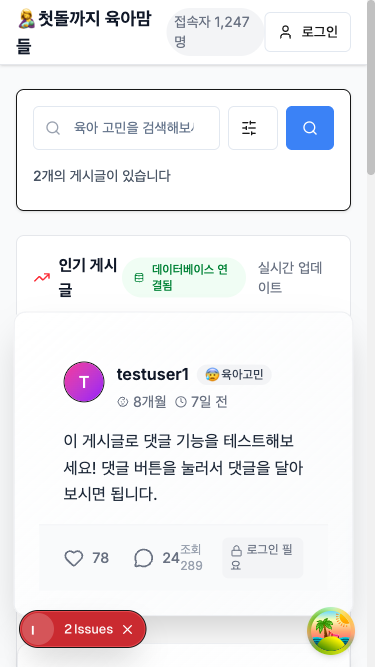 첫돌까지 육아맘
들
접속자 1,247
명
로그인
육아 고민을 검색해보
2개의 게시글이 있습니다
인기 게시
글
데이터베이스 연
결됨
실시간 업데
이트
T
testuser1
😰 육아고민
8개월
7일 전
이 게시글로 댓글 기능을 테스트해보
세요! 댓글 버튼을 눌러서 댓글을 달아
보시면 됩니다.
78
24
조회
289
로그인 필
요
2 Issues